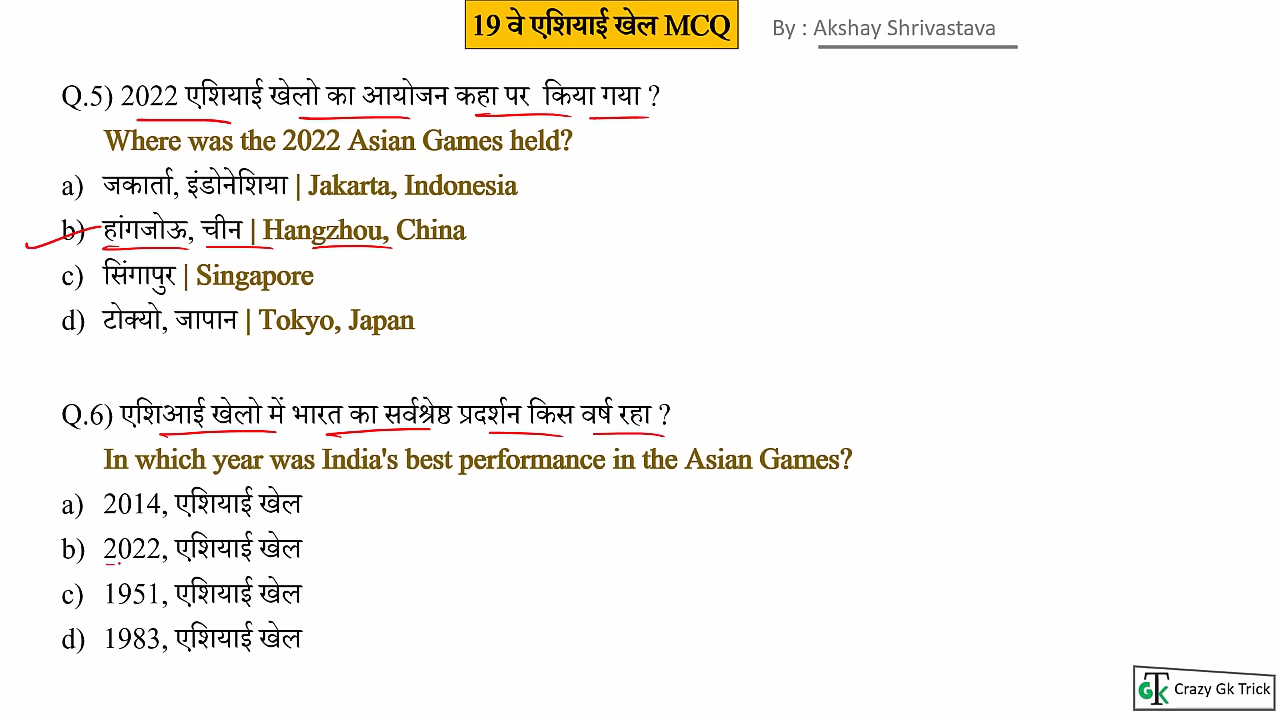 19 वे एशियाई खेल MCQ
By : Akshay Shrivastava
Q.5) 2022 एशियाई खेलो का आयोजन कहा पर किया गया ?
Where was the 2022 Asian Games held?
a) जकार्ता, इंडोनेशिया | Jakarta, Indonesia
b) हांगजोऊ, चीन | Hangzhou, China
c) सिंगापुर | Singapore
d) टोक्यो, जापान | Tokyo, Japan
Q.6) एशिआई खेलो में भारत का सर्वश्रेष्ठ प्रदर्शन किस वर्ष रहा ?
In which year was India's best performance in the Asian Games?
a) 2014, एशियाई खेल
b) 2022, एशियाई खेल
c) 1951, एशियाई खेल
d) 1983, एशियाई खेल
GTK Crazy Gk Trick